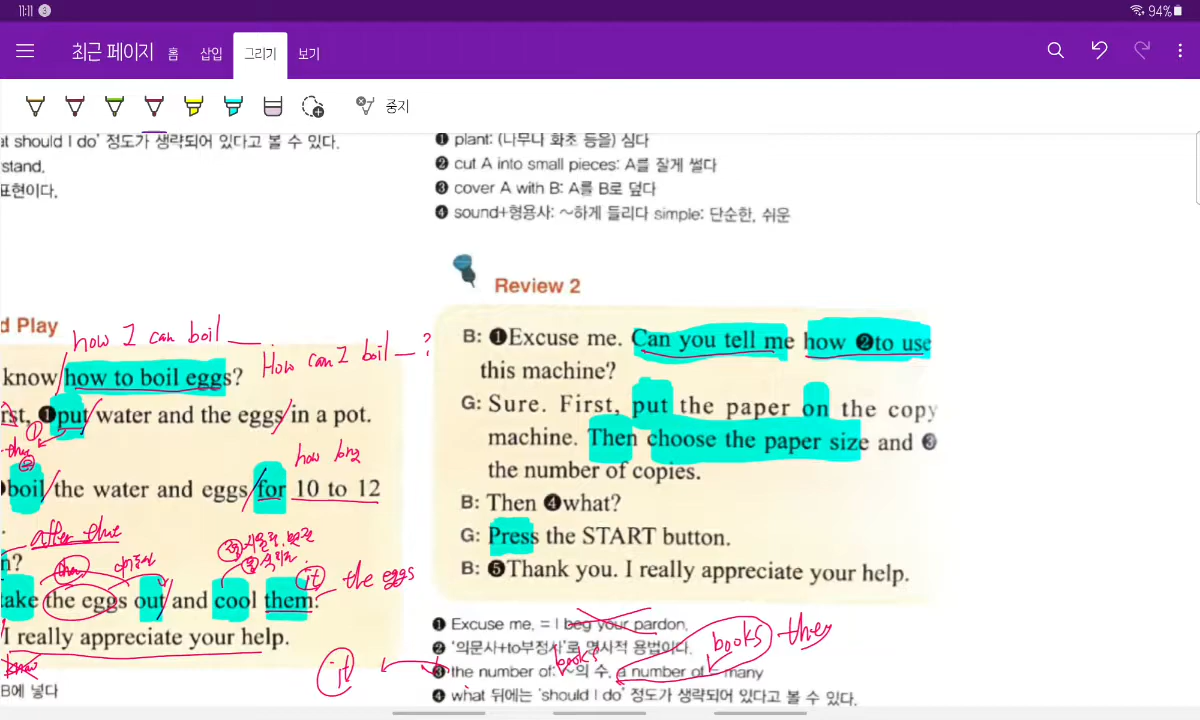 11:11 3 94%
최근 페이지 홈 삽입 그리기 보기
중지
at should I do’ 정도가 생략되어 있다고 볼 수 있다.
stand.
표현이다.
❶ plant: (나무나 화초 등을) 심다
❷ cut A into small pieces: A를 잘게 썰다
❸ cover A with B: A를 B로 덮다
❹ sound+형용사: ~하게 들리다 simple: 단순한, 쉬운
d Play
how I can boil
How can I boil ?
know how to boil eggs?
rst, ❶put water and the eggs in a pot.
①
how long
boil the water and eggs for 10 to 12
after the
n?
it the eggs
take the eggs out and cool them.
I really appreciate your help.
know
it
B에 넣다
Review 2
B: ❶Excuse me. Can you tell me how ❷to use
this machine?
G: Sure. First, put the paper on the copy
machine. Then choose the paper size and ❸
the number of copies.
B: Then ❹what?
G: Press the START button.
B: ❺Thank you. I really appreciate your help.
❶ Excuse me. = I beg your pardon.
❷ ‘의문사+to부정사’로 명사적 용법이다.
books
books
❸ the number of: ~의 수, a number of = many
❹ what 뒤에는 ‘should I do’ 정도가 생략되어 있다고 볼 수 있다.